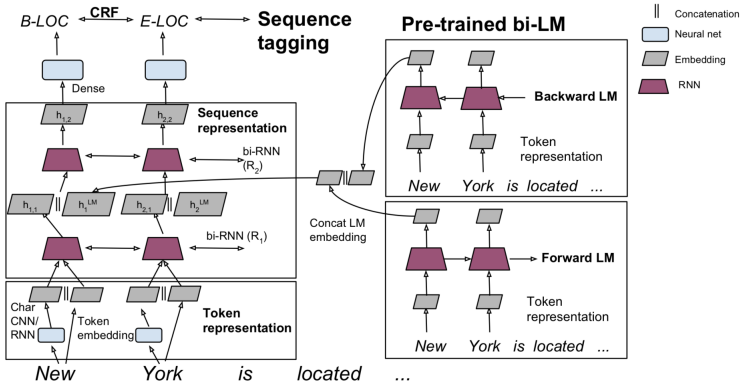 B-LOC CRF E-LOC
Sequence
tagging
Dense
h1,2
h2,2
Sequence
representation
bi-RNN
(R2)
h1,1 || h1LM
h2,1 || h2LM
bi-RNN (R1)
||
||
Char
CNN/
RNN
Token
embedding
Token
representation
New York is located ...
||
Concat LM
embedding
Pre-trained bi-LM
Backward LM
Token
representation
New York is located ...
Forward LM
Token
representation
New York is located ...
|| Concatenation
Neural net
Embedding
RNN